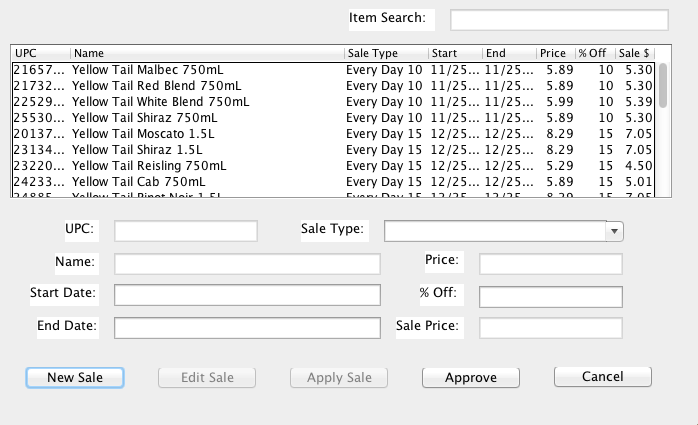 Item Search:
UPC Name Sale Type Start End Price % Off Sale $
21657... Yellow Tail Malbec 750mL Every Day 10 11/25... 11/25... 5.89 10 5.30
21732... Yellow Tail Red Blend 750mL Every Day 10 11/25... 11/25... 5.89 10 5.30
22529... Yellow Tail White Blend 750mL Every Day 10 11/25... 11/25... 5.99 10 5.39
25530... Yellow Tail Shiraz 750mL Every Day 10 11/25... 11/25... 5.89 10 5.30
20137... Yellow Tail Moscato 1.5L Every Day 15 12/25... 12/25... 8.29 15 7.05
23134... Yellow Tail Shiraz 1.5L Every Day 15 12/25... 12/25... 8.29 15 7.05
23220... Yellow Tail Reisling 750mL Every Day 15 12/25... 12/25... 5.29 15 4.50
24233... Yellow Tail Cab 750mL Every Day 15 12/25... 12/25... 5.89 15 5.01
24885... Yellow Tail Pinot Noir 1.5L Every Day 15 12/25... 12/25... 8.29 15 7.05
UPC: Sale Type:
Name: Price:
Start Date: % Off:
End Date: Sale Price:
New Sale Edit Sale Apply Sale Approve Cancel